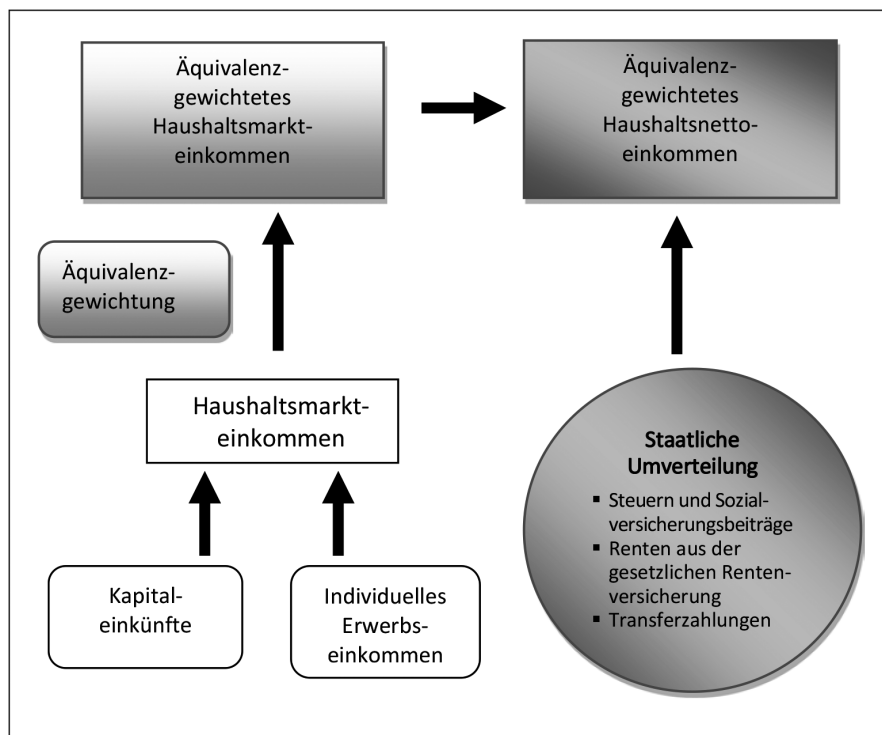 Äquivalenz-
gewichtetes
Haushaltsmarkt-
einkommen
Äquivalenz-
gewichtetes
Haushaltsnetto-
einkommen
Äquivalenz-
gewichtung
Haushaltsmarkt-
einkommen
Kapital-
einkünfte
Individuelles
Erwerbs-
einkommen
Staatliche
Umverteilung
▪ Steuern und Sozial-
versicherungsbeiträge
▪ Renten aus der
gesetzlichen Renten-
versicherung
▪ Transferzahlungen